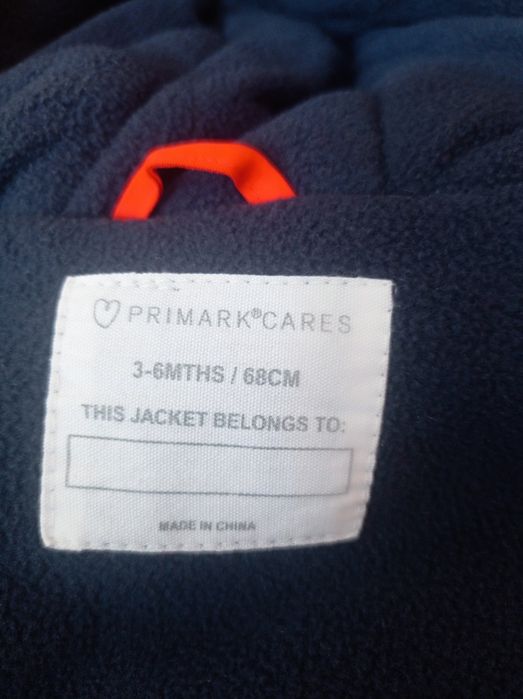 PRIMARK®CARES
3-6MTHS / 68CM
THIS JACKET BELONGS TO:
MADE IN CHINA